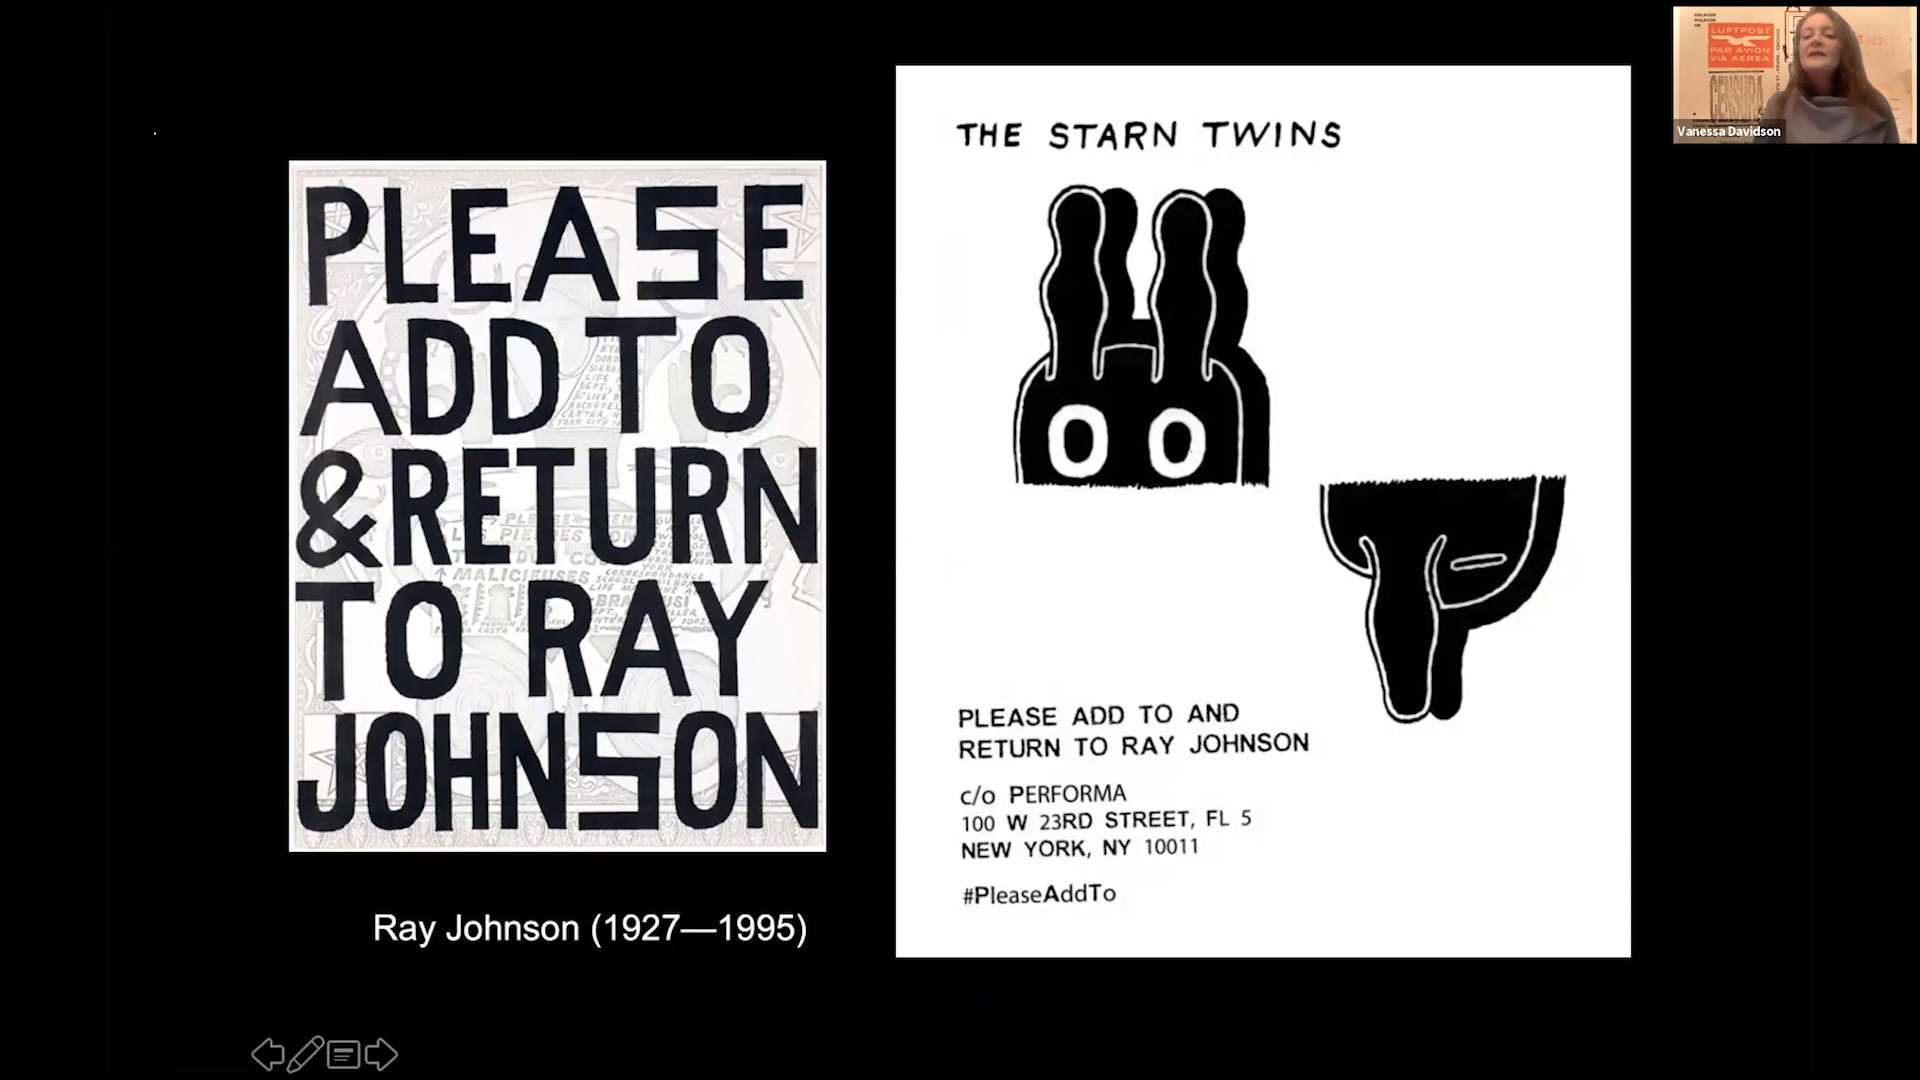 PLEASE
ADD TO
& RETURN
TO RAY
JOHNSON
Ray Johnson (1927—1995)
THE STARN TWINS
PLEASE ADD TO AND
RETURN TO RAY JOHNSON
c/o PERFORMA
100 W 23RD STREET, FL 5
NEW YORK, NY 10011
#PleaseAddTo
LUFTPOST
PAR AVION
VIA AEREA
CENSURA
Vanessa Davidson